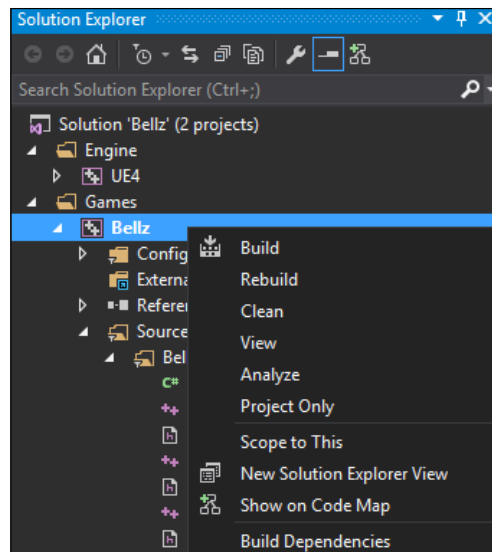 Solution Explorer
Search Solution Explorer (Ctrl+;)
Solution 'Bellz' (2 projects)
Engine
UE4
Games
Bellz
Config
Externa
Referen
Source
Bel
C#
Build
Rebuild
Clean
View
Analyze
Project Only
Scope to This
New Solution Explorer View
Show on Code Map
Build Dependencies